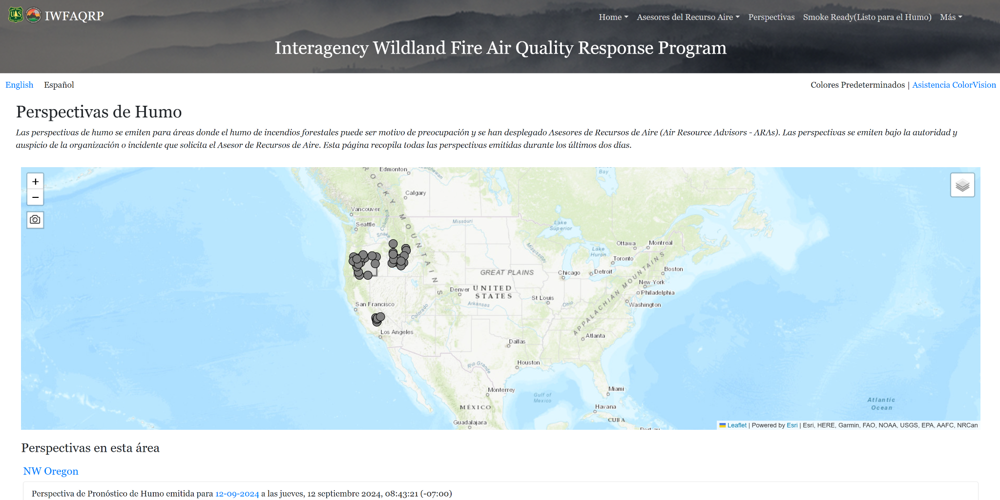 IWFAQRP
Home
Asesores del Recurso Aire
Perspectivas
Smoke Ready(Listo para el Humo)
Más
Interagency Wildland Fire Air Quality Response Program
English
Español
Colores Predeterminados | Asistencia ColorVision
Perspectivas de Humo
Las perspectivas de humo se emiten para áreas donde el humo de incendios forestales puede ser motivo de preocupación y se han desplegado Asesores de Recursos de Aire (Air Resource Advisors - ARAs). Las perspectivas se emiten bajo la autoridad y
auspicio de la organización o incidente que solicita el Asesor de Recursos de Aire. Esta página recopila todas las perspectivas emitidas durante los últimos dos días.
+
−
Edmonton
Saskatchewan
Bay
Calgary
ROCKY MOUNTAINS
Vancouver
Columbia
Seattle
Snake
Missouri
Lake
Superior
Mississippi
Ottawa
Montreal
Lake
Huron
Toronto
Boston
GREAT PLAINS
Chicago
Detroit
APPALACHIAN MOUNTAINS
New York
Philadelphia
Denver
UNITED
STATES
St Louis
Ohio
Washington
Arkansas
San Francisco
Colorado
Los Angeles
Atlanta
Dallas
Rio Grande
Houston
Monterrey
Gulf of
Mexico
Miami
MÉXICO
Havana
CUBA
Guadalajara
Port-au
Atlantic
Ocean
Leaflet | Powered by Esri | Esri, HERE, Garmin, FAO, NOAA, USGS, EPA, AAFC, NRCan
Perspectivas en esta área
NW Oregon
Perspectiva de Pronóstico de Humo emitida para 12-09-2024 a las jueves, 12 septiembre 2024, 08:43:21 (-07:00)